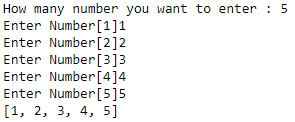 How many number you want to enter : 5
Enter Number[1]1
Enter Number[2]2
Enter Number[3]3
Enter Number[4]4
Enter Number[5]5
[1, 2, 3, 4, 5]